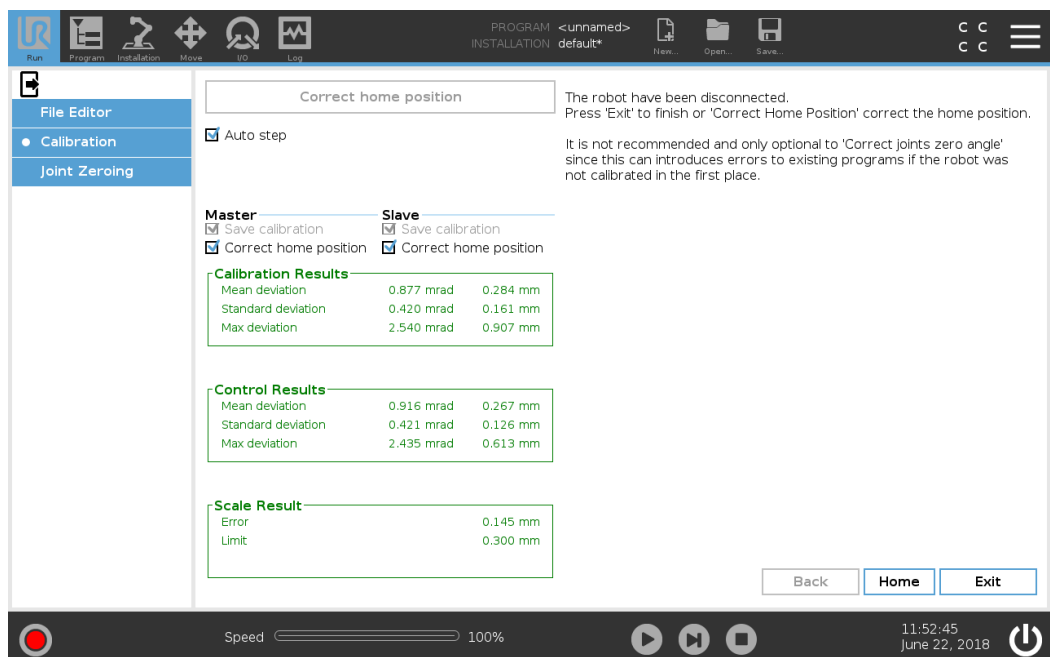 PROGRAM <unnamed>
INSTALLATION default*
UR
Run
Program
Installation
Move
I/O
Log
New...
Open...
Save...
C C
C C
File Editor
Calibration
Joint Zeroing
Correct home position
Auto step
The robot have been disconnected.
Press 'Exit' to finish or 'Correct Home Position' correct the home position.
It is not recommended and only optional to 'Correct joints zero angle'
since this can introduces errors to existing programs if the robot was
not calibrated in the first place.
Master Slave
Save calibration Save calibration
Correct home position Correct home position
Calibration Results
Mean deviation 0.877 mrad 0.284 mm
Standard deviation 0.420 mrad 0.161 mm
Max deviation 2.540 mrad 0.907 mm
Control Results
Mean deviation 0.916 mrad 0.267 mm
Standard deviation 0.421 mrad 0.126 mm
Max deviation 2.435 mrad 0.613 mm
Scale Result
Error 0.145 mm
Limit 0.300 mm
Back
Home
Exit
Speed 100%
11:52:45
June 22, 2018